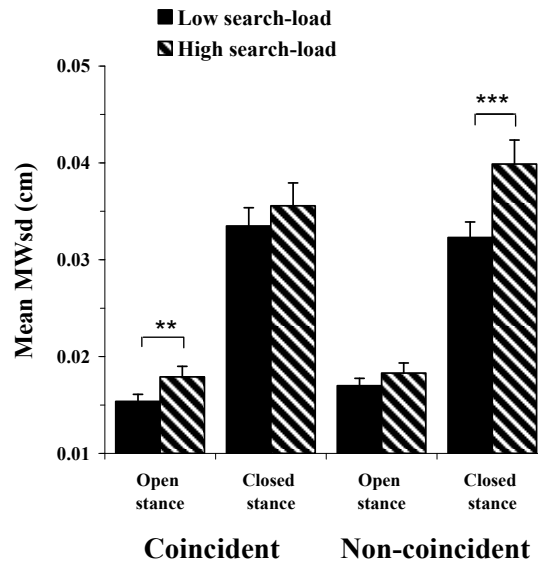 Low search-load
High search-load
0.05
0.04
0.03
0.02
0.01
Mean MWsd (cm)
**
***
Open stance
Closed stance
Open stance
Closed stance
Coincident
Non-coincident